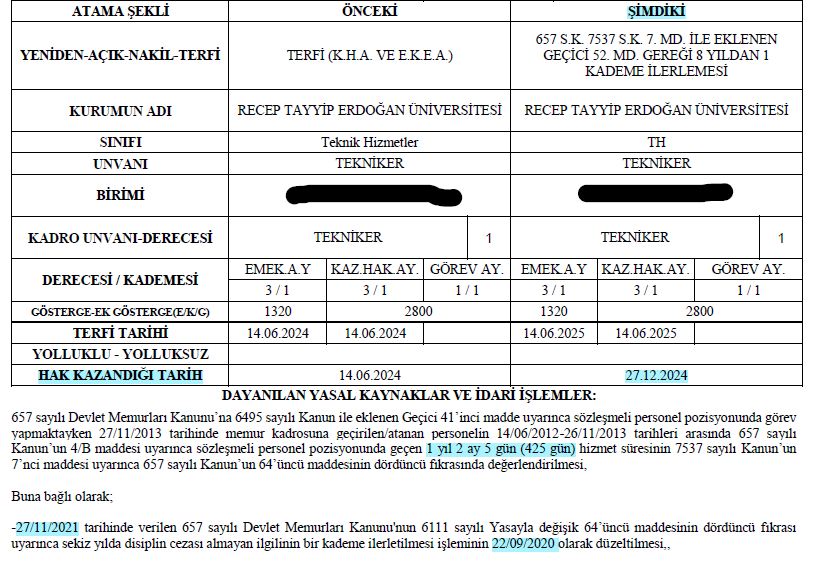 ATAMA ŞEKLİ ÖNCEKİ ŞİMDİKİ
YENİDEN-AÇIK-NAKİL-TERFİ TERFİ (K.H.A. VE E.K.E.A.) 657 S.K. 7537 S.K. 7. MD. İLE EKLENEN
GEÇİCİ 52. MD. GEREĞİ 8 YILDAN 1
KADEME İLERLEMESİ
KURUMUN ADI RECEP TAYYİP ERDOĞAN ÜNİVERSİTESİ RECEP TAYYİP ERDOĞAN ÜNİVERSİTESİ
SINIFI Teknik Hizmetler TH
UNVANI TEKNİKER TEKNİKER
BİRİMİ
KADRO UNVANI-DERECESİ TEKNİKER 1 TEKNİKER 1
DERECESİ / KADEMESİ EMEK.A.Y KAZ.HAK.AY. GÖREV AY. EMEK.A.Y KAZ.HAK.AY. GÖREV AY.
3 / 1 3 / 1 1 / 1 3 / 1 3 / 1 1 / 1
GÖSTERGE-EK GÖSTERGE(E/K/G) 1320 2800 1320 2800
TERFİ TARİHİ 14.06.2024 14.06.2024 14.06.2025 14.06.2025
YOLLUKLU - YOLLUKSUZ
HAK KAZANDIĞI TARİH 14.06.2024 27.12.2024
DAYANILAN YASAL KAYNAKLAR VE İDARİ İŞLEMLER:
657 sayılı Devlet Memurları Kanunu’na 6495 sayılı Kanun ile eklenen Geçici 41’inci madde uyarınca sözleşmeli personel pozisyonunda görev
yapmaktayken 27/11/2013 tarihinde memur kadrosuna geçirilen/atanan personelin 14/06/2012-26/11/2013 tarihleri arasında 657 sayılı
Kanun’un 4/B maddesi uyarınca sözleşmeli personel pozisyonunda geçen 1 yıl 2 ay 5 gün (425 gün) hizmet süresinin 7537 sayılı Kanun’un
7’nci maddesi uyarınca 657 sayılı Kanun’un 64’üncü maddesinin dördüncü fıkrasında değerlendirilmesi,
Buna bağlı olarak;
-27/11/2021 tarihinde verilen 657 sayılı Devlet Memurları Kanunu'nun 6111 sayılı Yasayla değişik 64’üncü maddesinin dördüncü fıkrası
uyarınca sekiz yılda disiplin cezası almayan ilgilinin bir kademe ilerletilmesi işleminin 22/09/2020 olarak düzeltilmesi,,